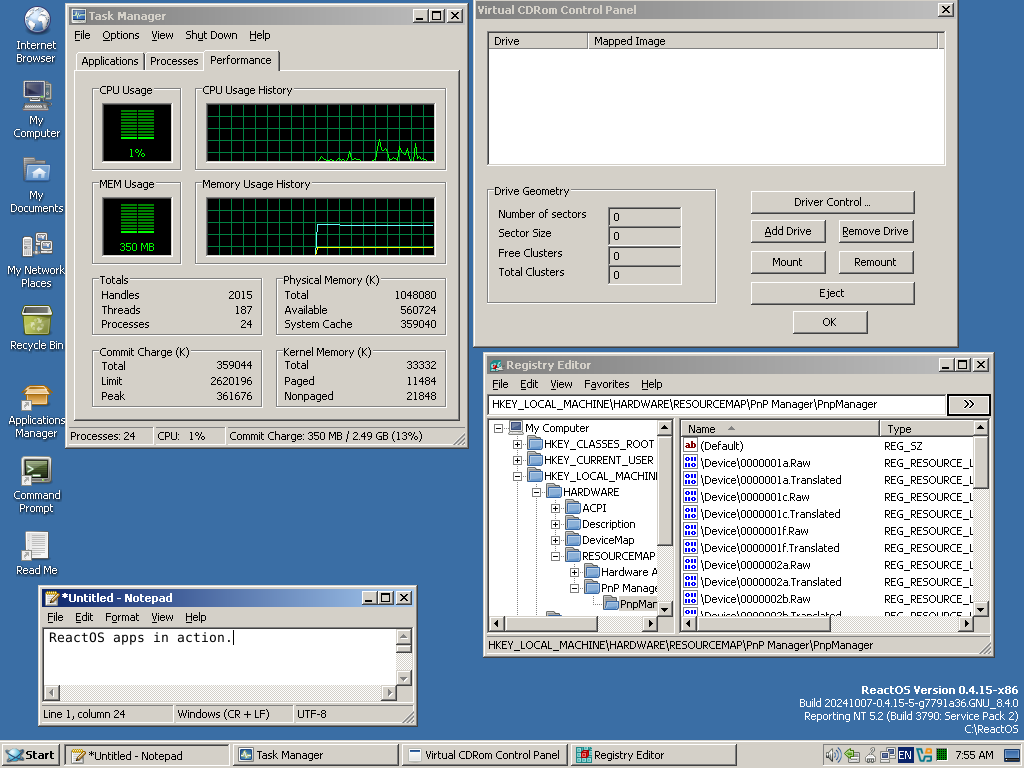 Internet
Browser
My
Computer
My
Documents
My Network
Places
Recycle Bin
Applications
Manager
Command
Prompt
Read Me
Task Manager
File Options View Shut Down Help
Applications Processes Performance
CPU Usage
1%
CPU Usage History
MEM Usage
350 MB
Memory Usage History
Totals
Handles 2015
Threads 187
Processes 24
Physical Memory (K)
Total 1048080
Available 560724
System Cache 359040
Commit Charge (K)
Total 359044
Limit 2620196
Peak 361676
Kernel Memory (K)
Total 33332
Paged 11484
Nonpaged 21848
Processes: 24 CPU: 1% Commit Charge: 350 MB / 2.49 GB (13%)
Virtual CDRom Control Panel
Drive Mapped Image
Drive Geometry
Number of sectors 0
Sector Size 0
Free Clusters 0
Total Clusters 0
Driver Control ...
Add Drive Remove Drive
Mount Remount
Eject
OK
Registry Editor
File Edit View Favorites Help
HKEY_LOCAL_MACHINE\HARDWARE\RESOURCEMAP\PnP Manager\PnpManager >>
My Computer
HKEY_CLASSES_ROOT
HKEY_CURRENT_USER
HKEY_LOCAL_MACHIN
HARDWARE
ACPI
Description
DeviceMap
RESOURCEMAP
Hardware A
PnP Manage
PnpMan
Name Type
(Default) REG_SZ
\Device\0000001a.Raw REG_RESOURCE_L
\Device\0000001a.Translated REG_RESOURCE_L
\Device\0000001c.Raw REG_RESOURCE_L
\Device\0000001c.Translated REG_RESOURCE_L
\Device\0000001f.Raw REG_RESOURCE_L
\Device\0000001f.Translated REG_RESOURCE_L
\Device\0000002a.Raw REG_RESOURCE_L
\Device\0000002a.Translated REG_RESOURCE_L
\Device\0000002b.Raw REG_RESOURCE_L
\Device\0000002b.Translated REG_RESOURCE_L
HKEY_LOCAL_MACHINE\HARDWARE\RESOURCEMAP\PnP Manager\PnpManager
*Untitled - Notepad
File Edit Format View Help
ReactOS apps in action.
Line 1, column 24 Windows (CR + LF) UTF-8
ReactOS Version 0.4.15-x86
Build 20241007-0.4.15-5-g7791a36.GNU_8.4.0
Reporting NT 5.2 (Build 3790: Service Pack 2)
C:\ReactOS
Start *Untitled - Notepad Task Manager Virtual CDRom Control Panel Registry Editor EN 7:55 AM